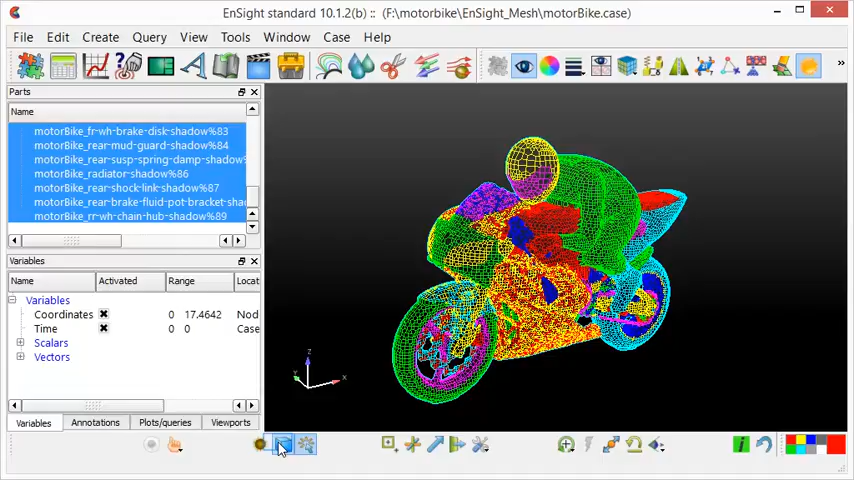 EnSight standard 10.1.2(b) :: (F:\motorbike\EnSight_Mesh\motorBike.case)
File Edit Create Query View Tools Window Case Help
Parts
Name
motorBike_fr-wh-brake-disk-shadow%83
motorBike_rear-mud-guard-shadow%84
motorBike_rear-susp-spring-damp-shadow%
motorBike_radiator-shadow%86
motorBike_rear-shock-link-shadow%87
motorBike_rear-brake-fluid-pot-bracket-shad
motorBike_rr-wh-chain-hub-shadow%89
Variables
Name Activated Range Locat
Variables
Coordinates 0 17.4642 Nod
Time 0 0 Case
Scalars
Vectors
Variables Annotations Plots/queries Viewports
Z
Y X